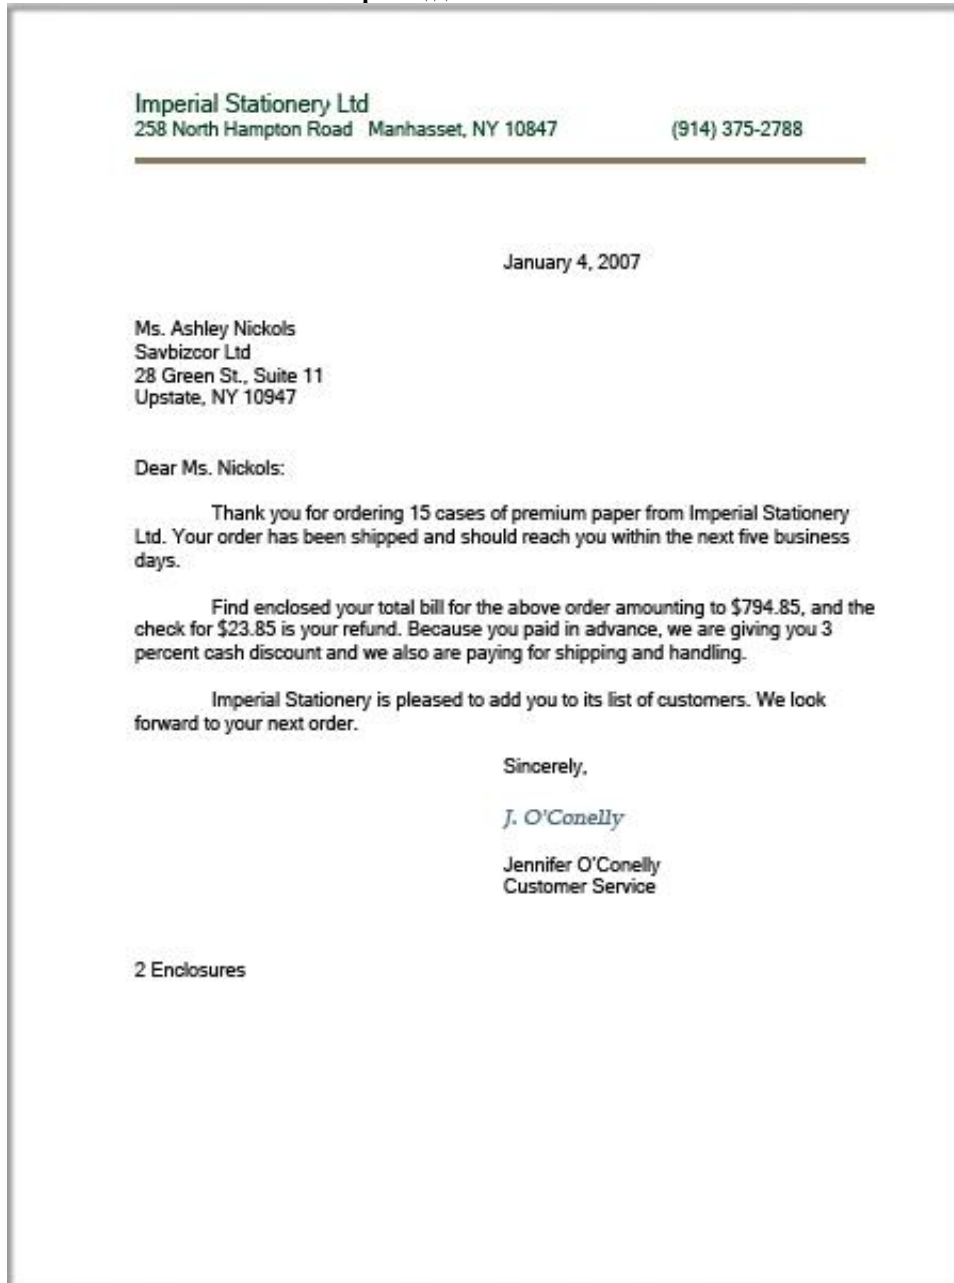 Imperial Stationery Ltd
258 North Hampton Road Manhasset, NY 10847 (914) 375-2788
January 4, 2007
Ms. Ashley Nickols
Savbizcor Ltd
28 Green St., Suite 11
Upstate, NY 10947
Dear Ms. Nickols:
Thank you for ordering 15 cases of premium paper from Imperial Stationery
Ltd. Your order has been shipped and should reach you within the next five business
days.
Find enclosed your total bill for the above order amounting to $794.85, and the
check for $23.85 is your refund. Because you paid in advance, we are giving you 3
percent cash discount and we also are paying for shipping and handling.
Imperial Stationery is pleased to add you to its list of customers. We look
forward to your next order.
Sincerely,
J. O'Conelly
Jennifer O'Conelly
Customer Service
2 Enclosures